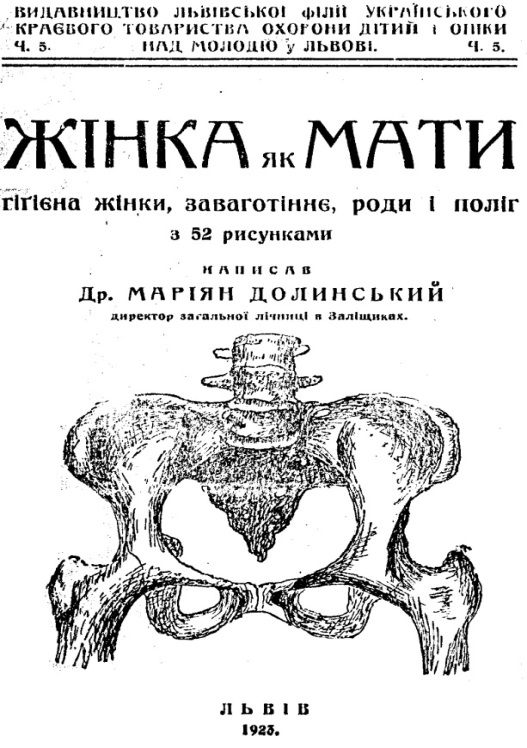 ВИДАВНИЦТВО ЛЬВІВСЬКОЇ ФІЛІЇ УКРАЇНСЬКОГО
КРАЄВОГО ТОВАРИСТВА ОХОРОНИ ДІТИЙ І ОПІКИ
Ч. 5. НАД МОЛОДІЮ у ЛЬВОВІ. Ч. 5.
ЖІНКА як МАТИ
гігієна жінки, заваготіннє, роди і поліг
з 52 рисунками
НАПИСАВ
Др. МАРІЯН ДОЛИНСЬКИЙ
директор загальної лічниці в Заліщиках.
ЛЬВІВ
1923.